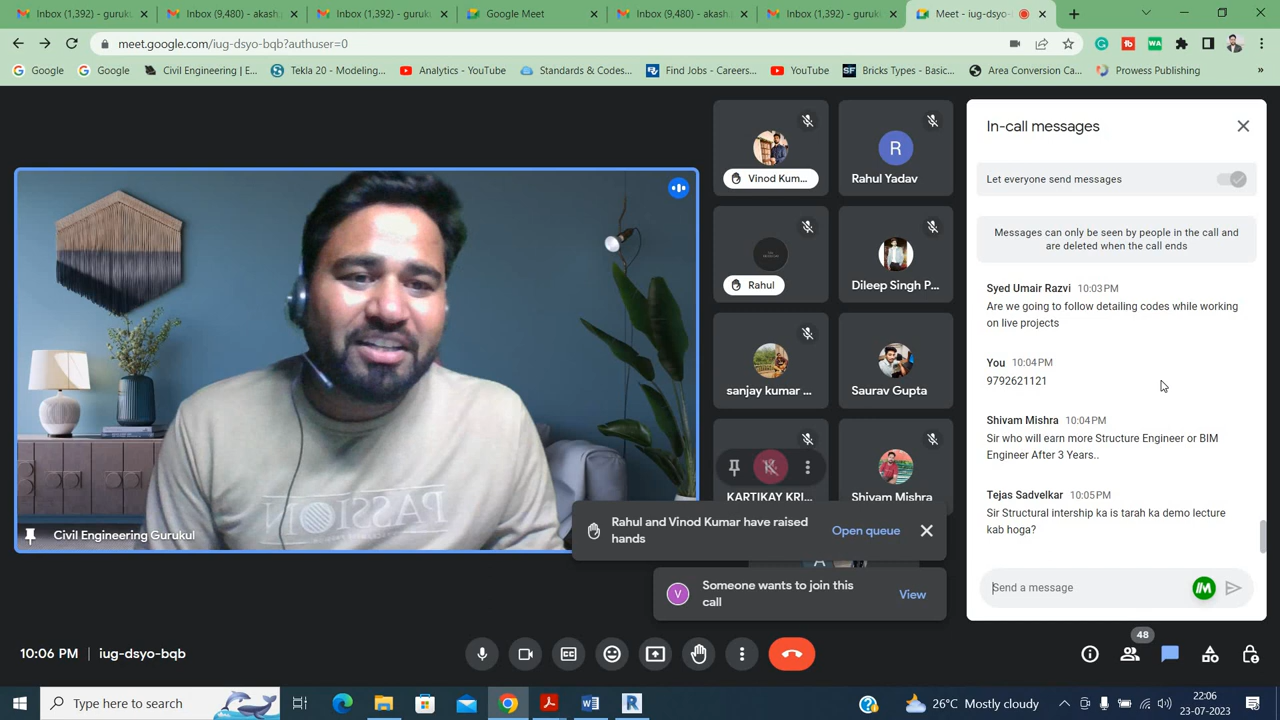 Inbox (1,392) - guruku
Inbox (9,480) - akash.
Inbox (1,392) - guruku
Google Meet
Inbox (9,480) - akash.
Inbox (1,392) - guruku
Meet - iug-dsyo-
meet.google.com/iug-dsyo-bqb?authuser=0
Google
Google
Civil Engineering | E...
Tekla 20 - Modeling...
Analytics - YouTube
Standards & Codes...
Find Jobs - Careers...
YouTube
Bricks Types - Basic...
Area Conversion Ca...
Prowess Publishing
PASSION
Civil Engineering Gurukul
Vinod Kum...
R
Rahul Yadav
Rahul
Dileep Singh P...
sanjay kumar ...
Saurav Gupta
KARTIKAY KRI...
Shivam Mishra
Rahul and Vinod Kumar have raised
hands
Open queue
V
Someone wants to join this
call
View
In-call messages
Let everyone send messages
Messages can only be seen by people in the call and
are deleted when the call ends
Syed Umair Razvi 10:03 PM
Are we going to follow detailing codes while working
on live projects
You 10:04 PM
9792621121
Shivam Mishra 10:04 PM
Sir who will earn more Structure Engineer or BIM
Engineer After 3 Years..
Tejas Sadvelkar 10:05 PM
Sir Structural intership ka is tarah ka demo lecture
kab hoga?
Send a message
10:06 PM | iug-dsyo-bqb
48
Type here to search
26°C Mostly cloudy
22:06
23-07-2023